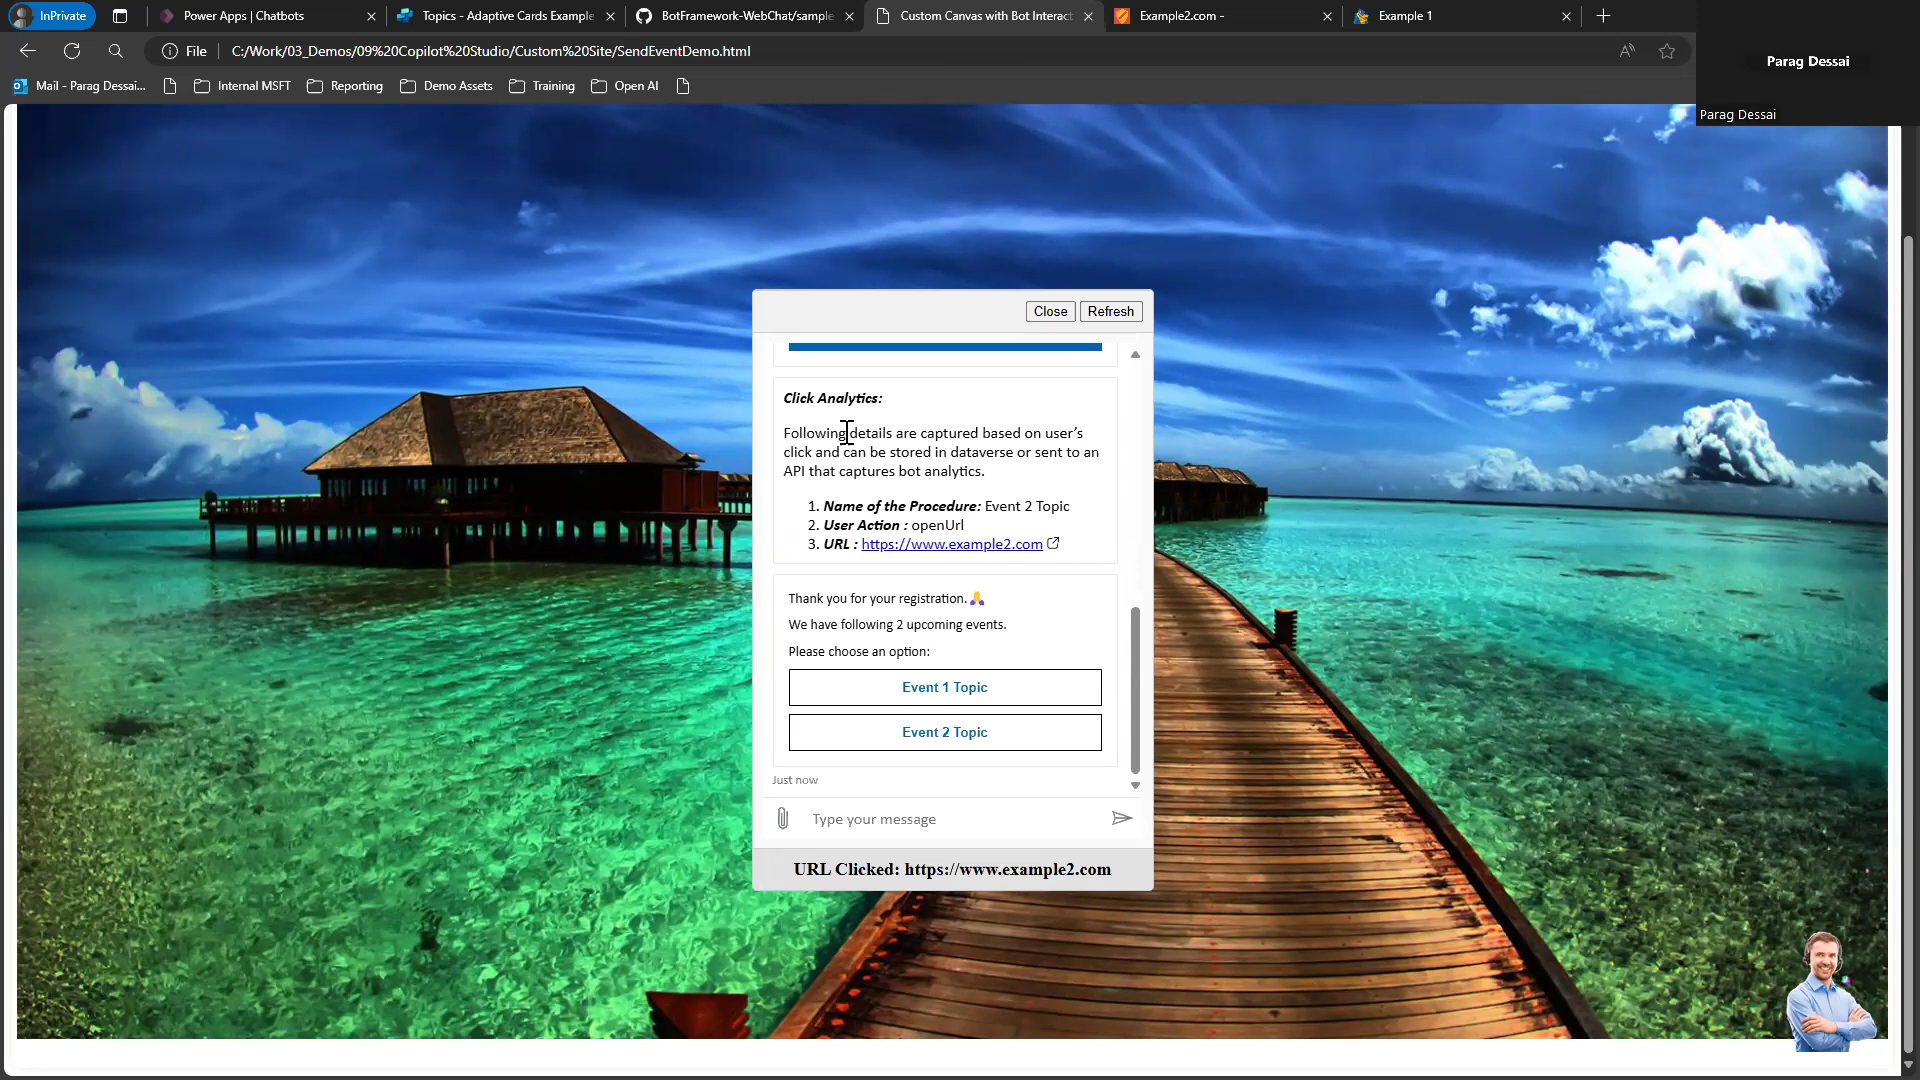 InPrivate
Power Apps | Chatbots
Topics - Adaptive Cards Example
BotFramework-WebChat/sample
Custom Canvas with Bot Interact
Example2.com -
Example 1
File
C:/Work/03_Demos/09%20Copilot%20Studio/Custom%20Site/SendEventDemo.html
Parag Dessai
Mail - Parag Dessai...
Internal MSFT
Reporting
Demo Assets
Training
Open AI
Parag Dessai
Close
Refresh
Click Analytics:
Following details are captured based on user's
click and can be stored in dataverse or sent to an
API that captures bot analytics.
1. Name of the Procedure: Event 2 Topic
2. User Action : openUrl
3. URL : https://www.example2.com
Thank you for your registration.🙏
We have following 2 upcoming events.
Please choose an option:
Event 1 Topic
Event 2 Topic
Just now
Type your message
URL Clicked: https://www.example2.com